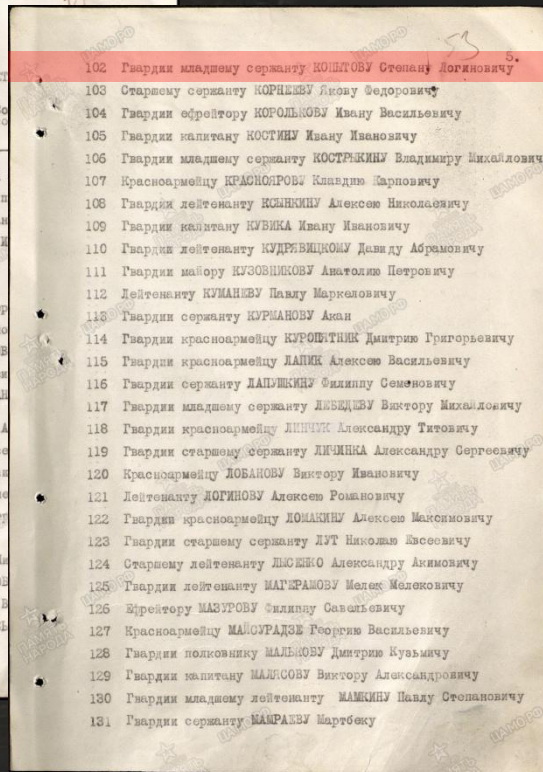 53
5.
102 Гвардии младшему сержанту КОПЫТОВУ Степану Логиновичу
103 Старшему сержанту КОРНЕЕВУ Якову Федоровичу
104 Гвардии ефрейтору КОРОЛЬКОВУ Ивану Васильевичу
105 Гвардии капитану КОСТИНУ Ивану Ивановичу
106 Гвардии младшему сержанту КОСТРЫКИНУ Владимиру Михайлович
107 Красноармейцу КРАСНОЯРОВУ Клавдию Карповичу
108 Гвардии лейтенанту КСЫНКИНУ Алексею Николаевичу
109 Гвардии капитану КУБИКА Ивану Ивановичу
110 Гвардии лейтенанту КУДРЯВИЦКОМУ Давиду Абрамовичу
111 Гвардии майору КУЗОВНИКОВУ Анатолию Петровичу
112 Лейтенанту КУМАНЕВУ Павлу Маркеловичу
113 Гвардии сержанту КУРМАНОВУ Акан
114 Гвардии красноармейцу КУРОПЯТНИК Дмитрию Григорьевичу
115 Гвардии красноармейцу ЛАПИК Алексею Васильевичу
116 Гвардии сержанту ЛАПУШКИНУ Филиппу Семеновичу
117 Гвардии младшему сержанту ЛЕБЕДЕВУ Виктору Михайловичу
118 Гвардии красноармейцу ЛИНЧУК Александру Титовичу
119 Гвардии старшему сержанту ЛИЧИНКА Александру Сергеевичу
120 Красноармейцу ЛОБАКОВУ Виктору Ивановичу
121 Лейтенанту ЛОГИНОВУ Алексею Романовичу
122 Гвардии красноармейцу ЛОМАКИНУ Алексею Максимовичу
123 Гвардии старшему сержанту ЛУТ Николаю Евсеевичу
124 Старшему лейтенанту ЛЫСЕНКО Александру Акимовичу
125 Гвардии лейтенанту МАГЕРАМОВУ Мелек Мелековичу
126 Ефрейтору МАЗУРОВУ Филиппу Савельевичу
127 Красноармейцу МАЙСУРАДЗЕ Георгию Васильевичу
128 Гвардии полковнику МАЛЬКОВУ Дмитрию Кузьмичу
129 Гвардии капитану МАЛЯСОВУ Виктору Александровичу
130 Гвардии младшему лейтенанту МАМКИНУ Павлу Степановичу
131 Гвардии сержанту МАМРАЕВУ Мартбеку